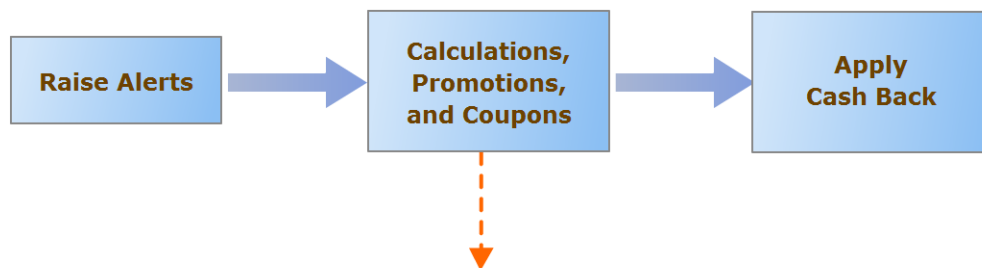 Raise Alerts
Calculations,
Promotions,
and Coupons
Apply
Cash Back